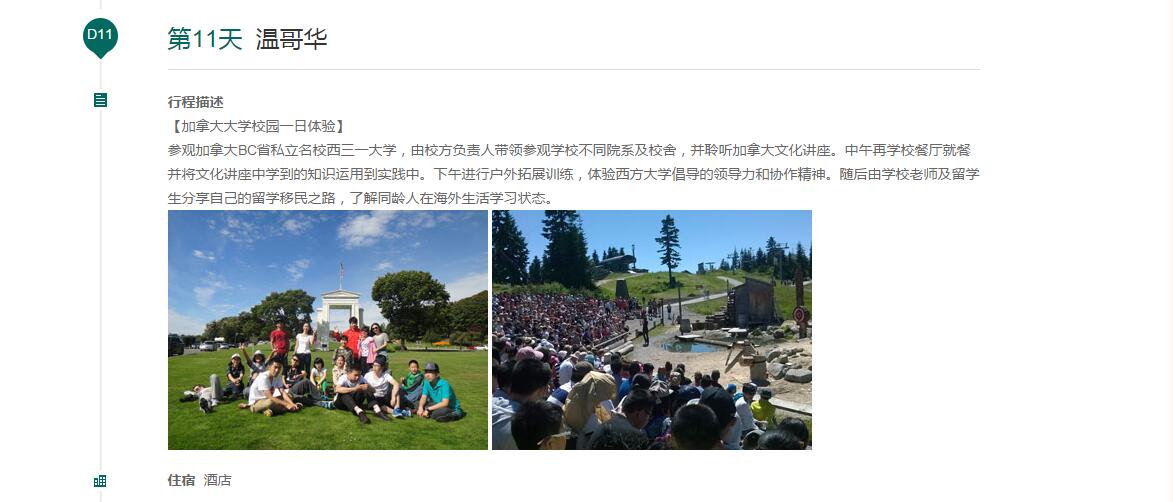 D11
第11天 温哥华
行程描述
【加拿大大学校园一日体验】
参观加拿大BC省私立名校西三一大学，由校方负责人带领参观学校不同院系及校舍，并聆听加拿大文化讲座。中午再学校餐厅就餐
并将文化讲座中学到的知识运用到实践中。下午进行户外拓展训练，体验西方大学倡导的领导力和协作精神。随后由学校老师及留学
生分享自己的留学移民之路，了解同龄人在海外生活学习状态。
住宿 酒店